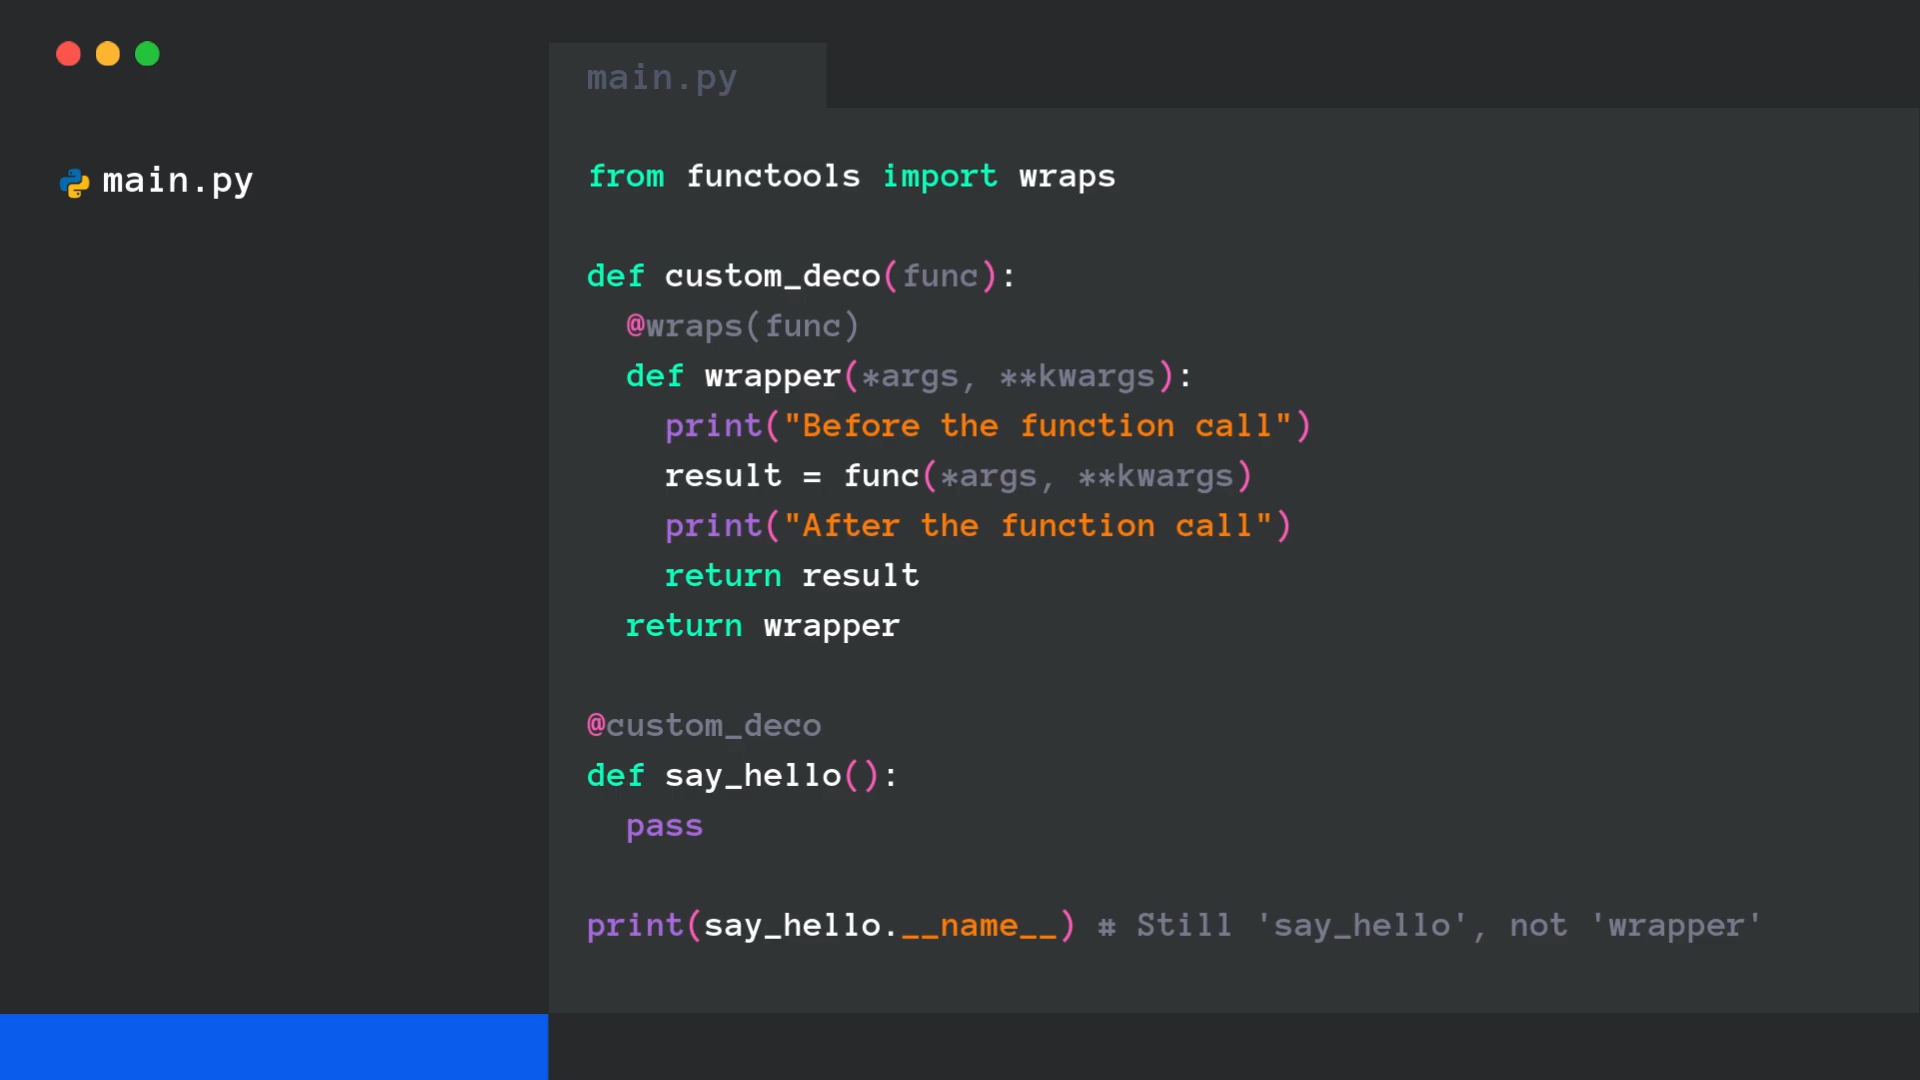 main.py
main.py
from functools import wraps
def custom_deco(func):
@wraps(func)
def wrapper(*args, **kwargs):
print("Before the function call")
result = func(*args, **kwargs)
print("After the function call")
return result
return wrapper
@custom_deco
def say_hello():
pass
print(say_hello.__name__) # Still 'say_hello', not 'wrapper'